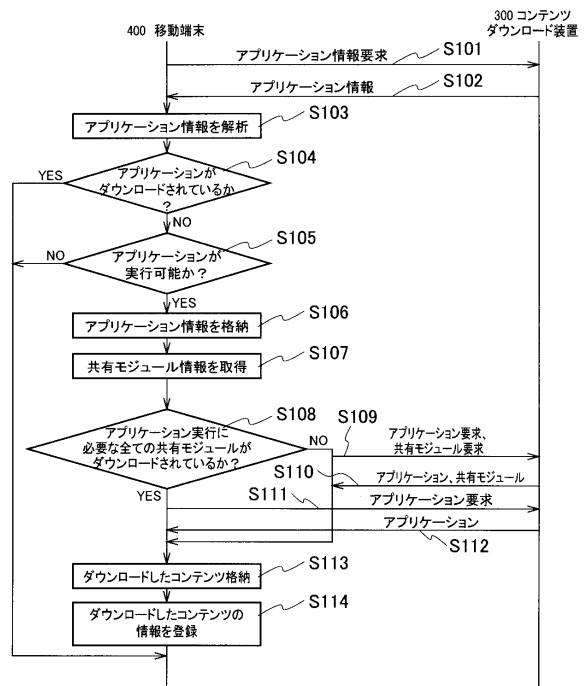 400 移動端末
300 コンテンツ
ダウンロード装置
アプリケーション情報要求
S101
アプリケーション情報
S102
アプリケーション情報を解析
S103
アプリケーションが
ダウンロードされているか
?
S104
YES
NO
アプリケーションが
実行可能か?
S105
NO
YES
アプリケーション情報を格納
S106
共有モジュール情報を取得
S107
アプリケーション実行に
必要な全ての共有モジュールが
ダウンロードされているか?
S108
NO
S109
アプリケーション要求、
共有モジュール要求
S110
アプリケーション、共有モジュール
YES
S111
アプリケーション要求
アプリケーション
S112
ダウンロードしたコンテンツ格納
S113
ダウンロードしたコンテンツの
情報を登録
S114